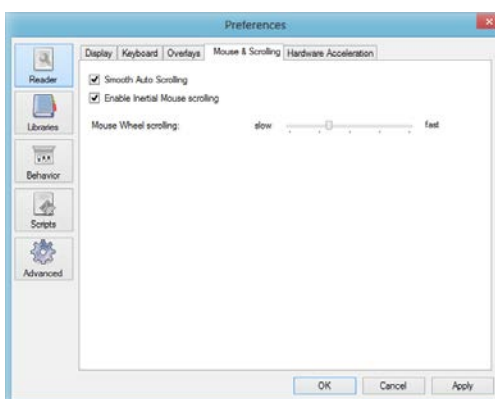 Preferences
Reader
Libraries
Behavior
Scripts
Advanced
Display Keyboard Overlays Mouse & Scrolling Hardware Acceleration
Smooth Auto Scrolling
Enable Inertial Mouse scrolling
Mouse Wheel scrolling: slow fast
OK Cancel Apply